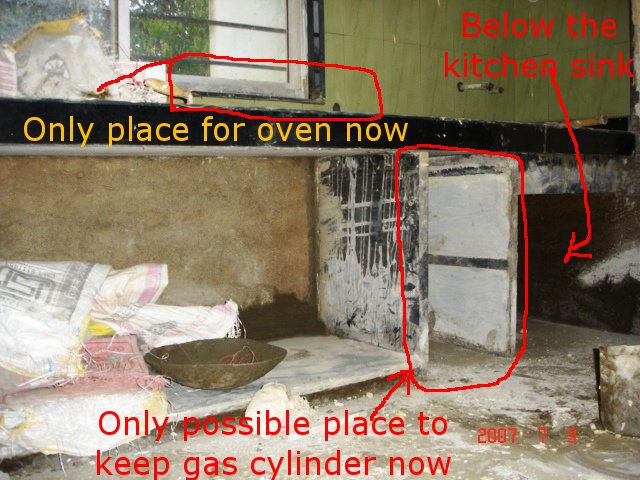 Below the
kitchen sink
Only place for oven now
Only possible place to
keep gas cylinder now
2007 7 9